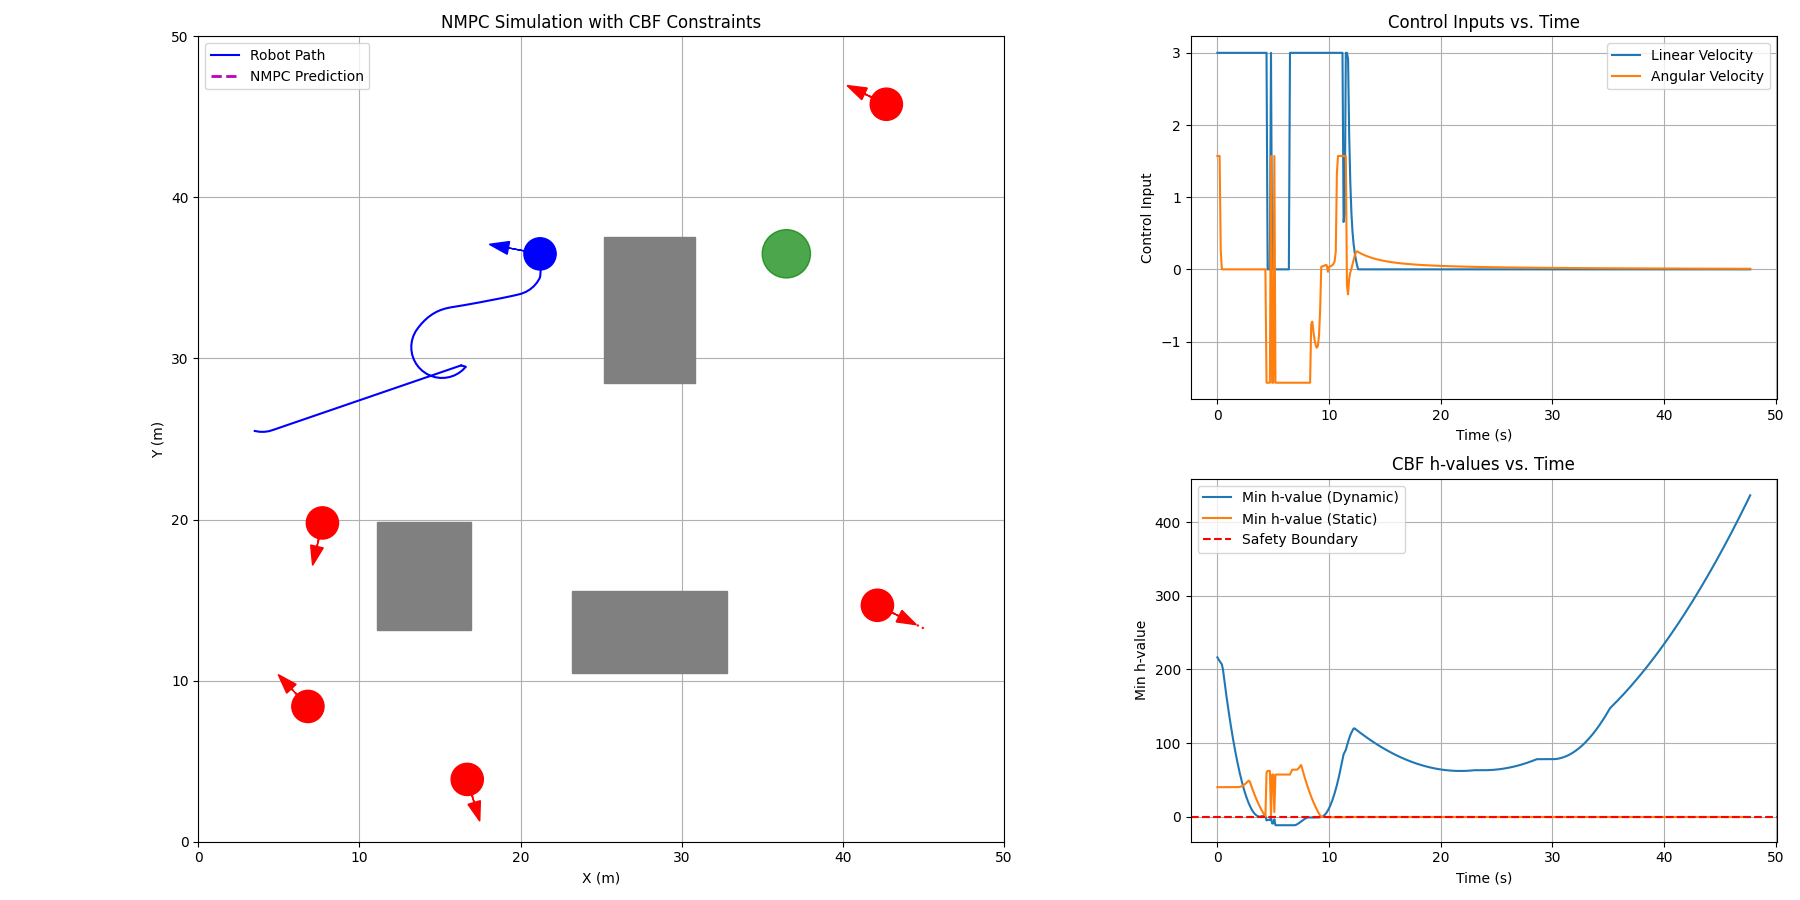 NMPC Simulation with CBF Constraints
Robot Path
NMPC Prediction
50
40
30
20
10
0
Y (m)
0 10 20 30 40 50
X (m)
Control Inputs vs. Time
Linear Velocity
Angular Velocity
3
2
1
0
−1
Control Input
0 10 20 30 40 50
Time (s)
CBF h-values vs. Time
Min h-value (Dynamic)
Min h-value (Static)
Safety Boundary
400
300
200
100
0
Min h-value
0 10 20 30 40 50
Time (s)